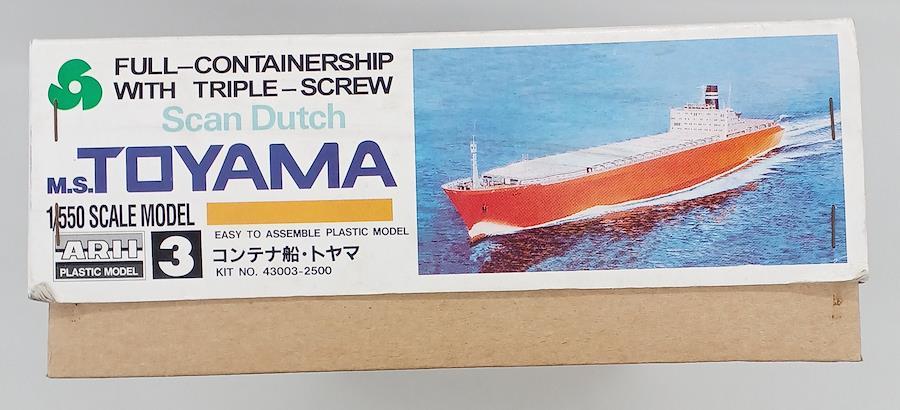 FULL-CONTAINERSHIP
WITH TRIPLE-SCREW
Scan Dutch
M.S. TOYAMA
1/550 SCALE MODEL
EASY TO ASSEMBLE PLASTIC MODEL
ARII
PLASTIC MODEL
3
コンテナ船・トヤマ
KIT NO. 43003-2500